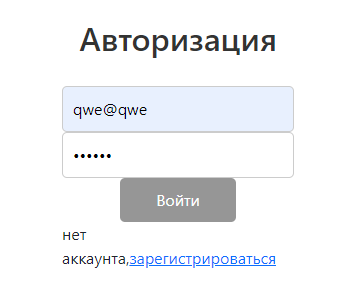 Авторизация
qwe@qwe
••••••
Войти
нет
аккаунта,зарегистрироваться